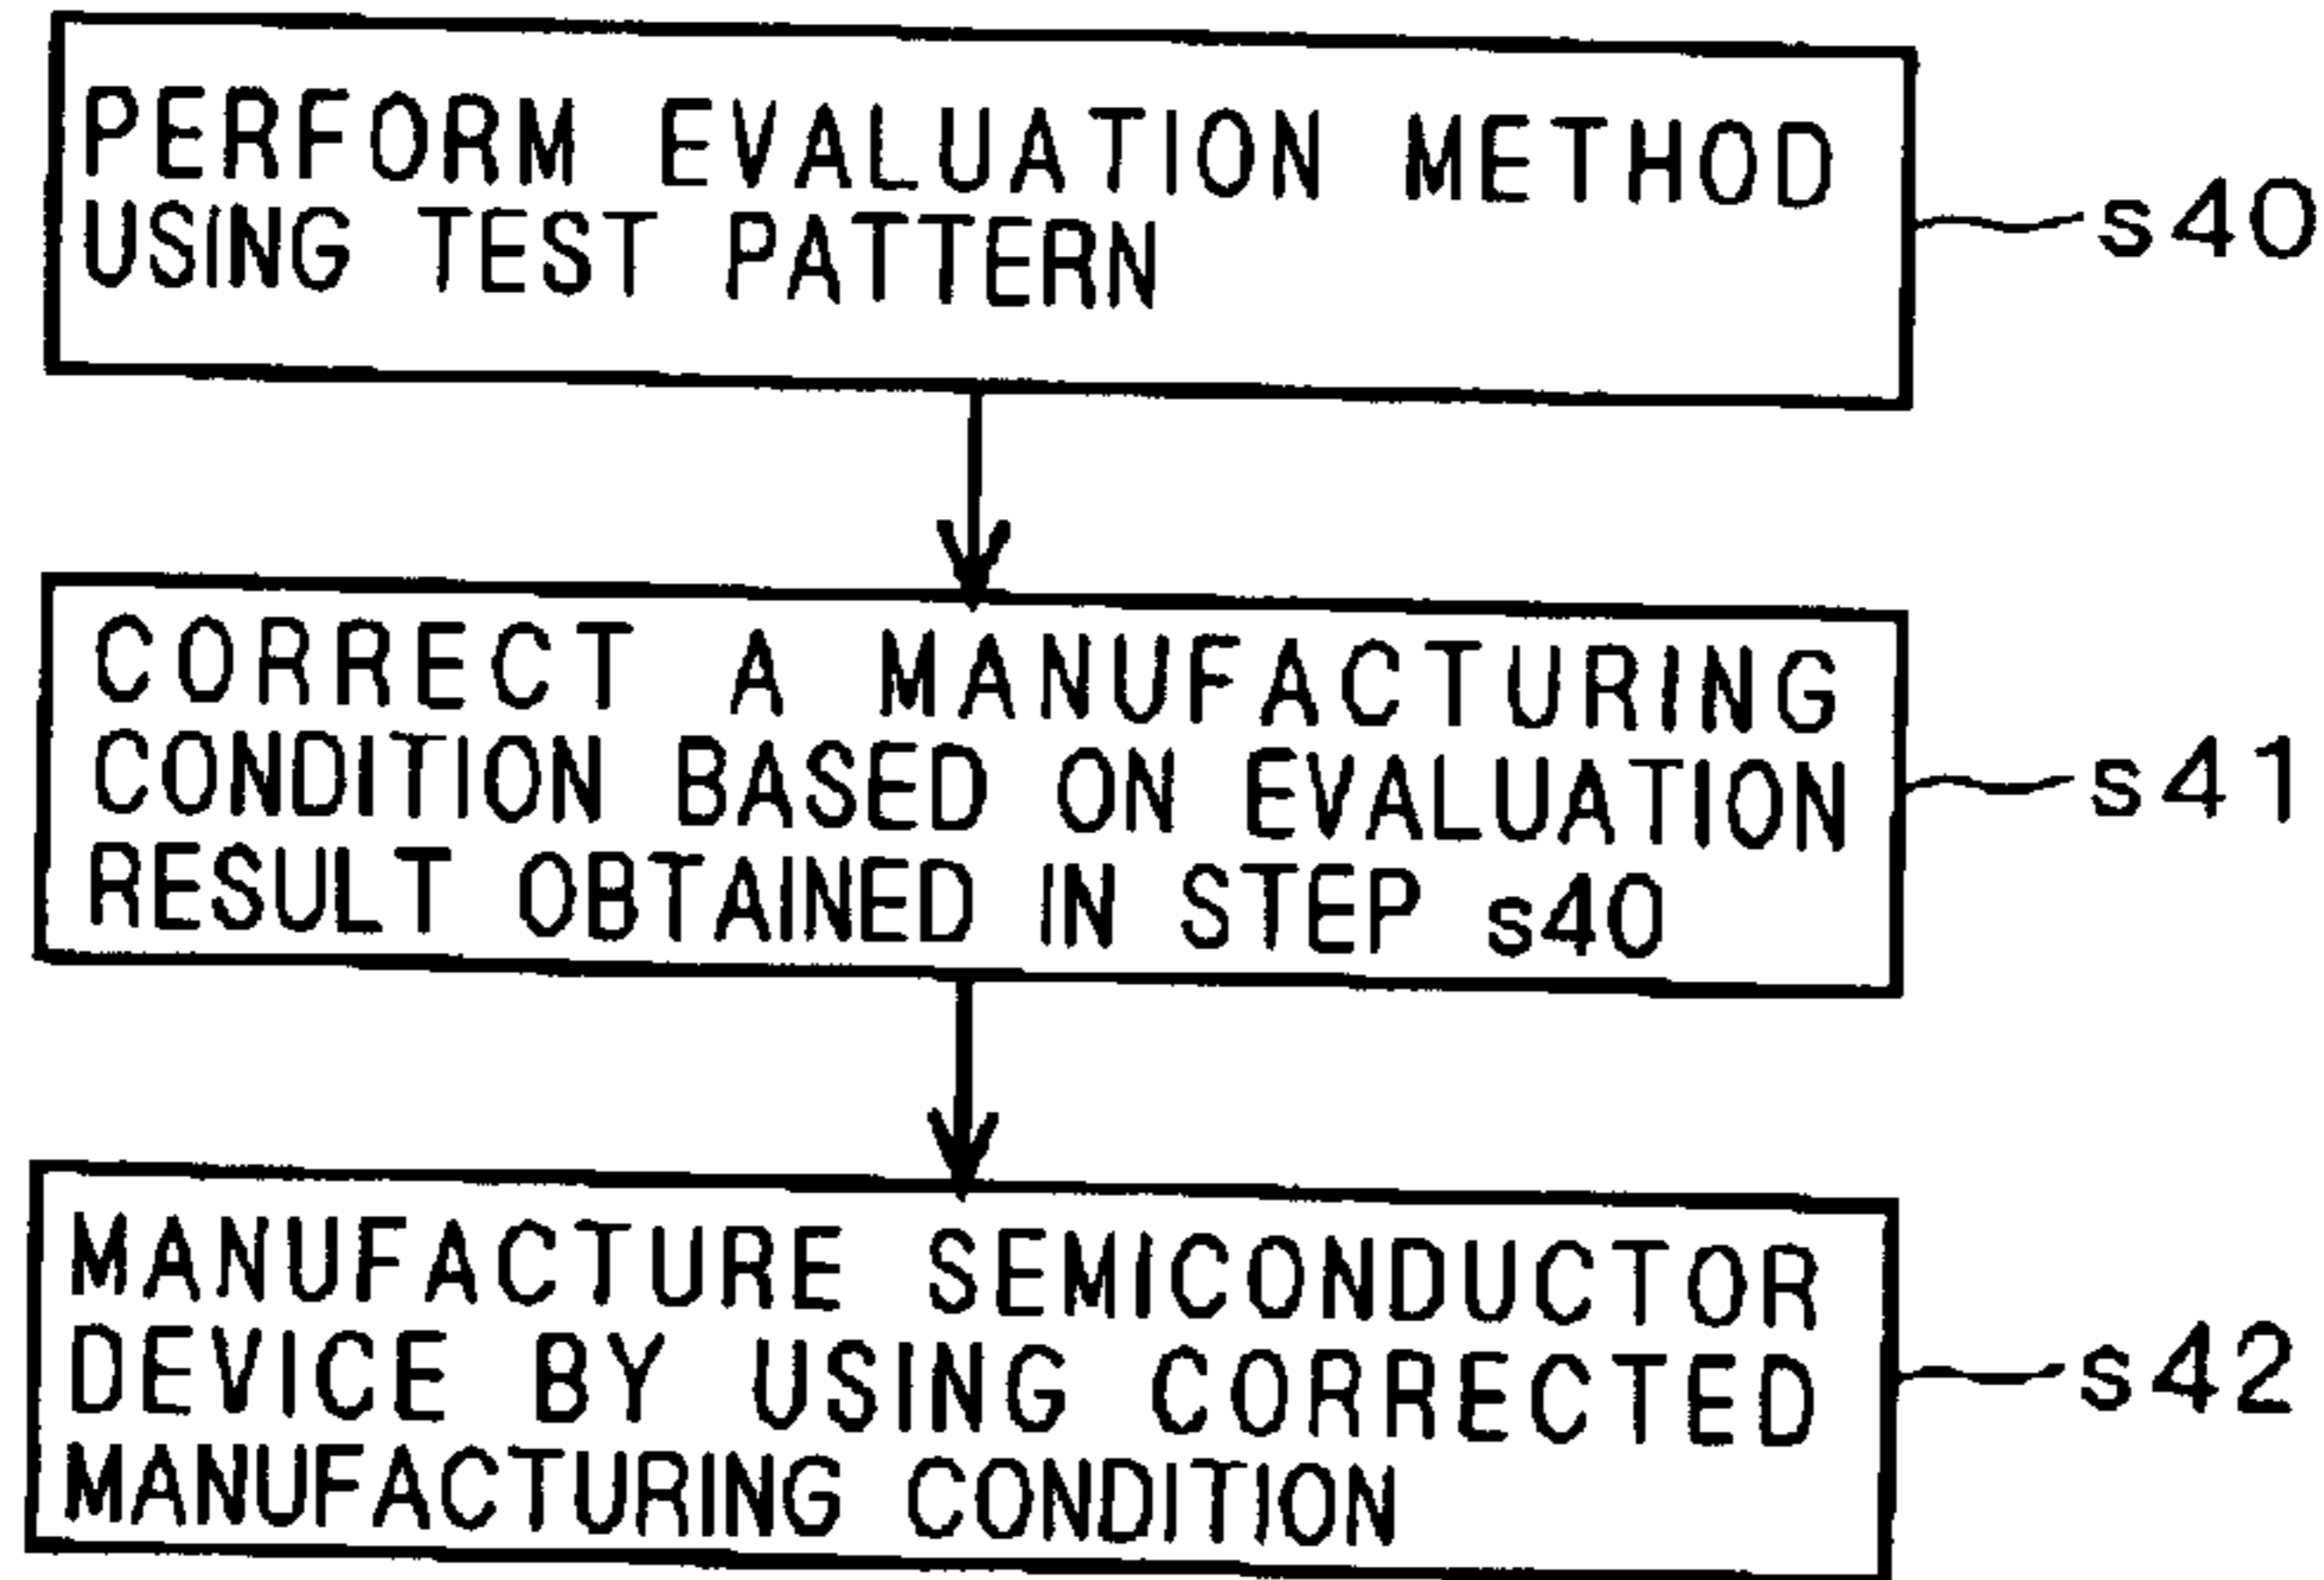 PERFORM EVALUATION METHOD
USING TEST PATTERN
s40
CORRECT A MANUFACTURING
CONDITION BASED ON EVALUATION
RESULT OBTAINED IN STEP s40
s41
MANUFACTURE SEMICONDUCTOR
DEVICE BY USING CORRECTED
MANUFACTURING CONDITION
s42